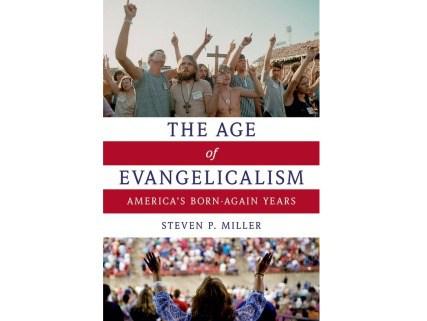 THE AGE
of
EVANGELICALISM
AMERICA'S BORN-AGAIN YEARS
STEVEN P. MILLER